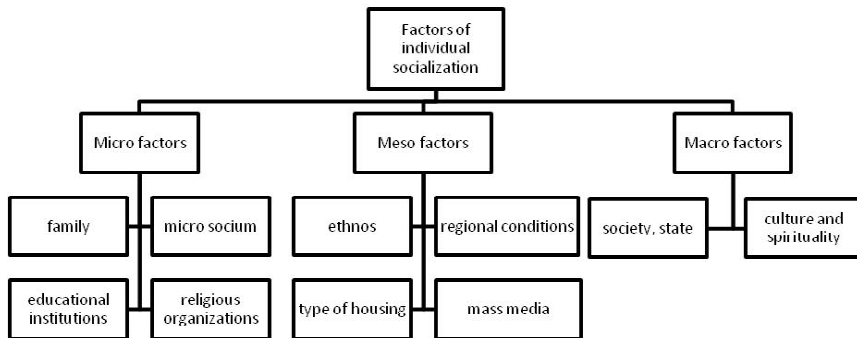 Factors of
individual
socialization
Micro factors
Meso factors
Macro factors
family
micro socium
ethnos
regional conditions
society, state
culture and
spirituality
educational
institutions
religious
organizations
type of housing
mass media